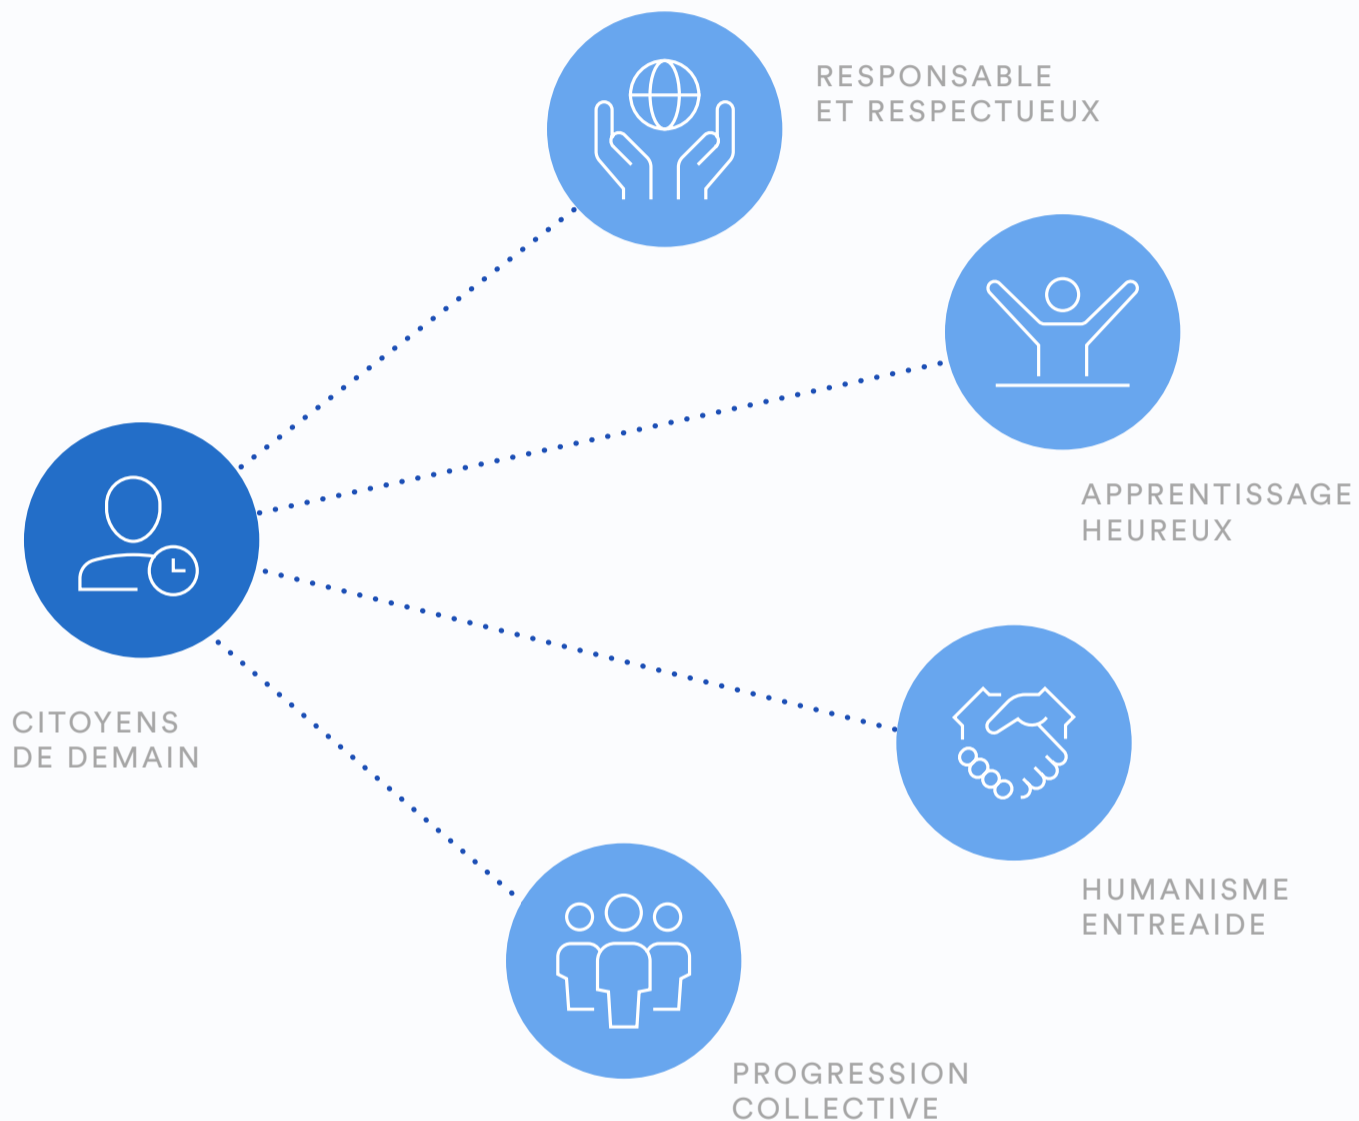 RESPONSABLE
ET RESPECTUEUX
APPRENTISSAGE
HEUREUX
CITOYENS
DE DEMAIN
HUMANISME
ENTREAIDE
PROGRESSION
COLLECTIVE